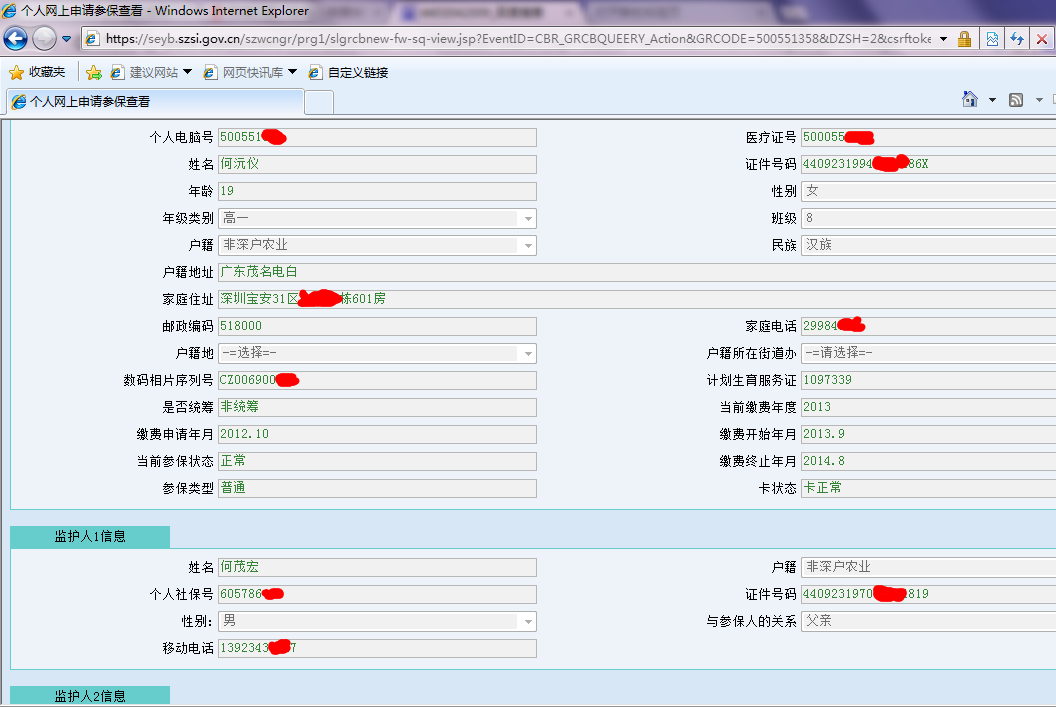 个人网上申请参保查看 - Windows Internet Explorer
https://seyb.szsi.gov.cn/szwcngr/prg1/slgrcbnew-fw-sq-view.jsp?EventID=CBR_GRCBQUEERY_Action&GRCODE=500551358&DZSH=2&csrftoke
收藏夹 建议网站 网页快讯库 自定义链接
个人网上申请参保查看
个人电脑号 500551 医疗证号 500055
姓名 何沅仪 证件号码 4409231994 86X
年龄 19 性别 女
年级类别 高一 班级 8
户籍 非深户农业 民族 汉族
户籍地址 广东茂名电白
家庭住址 深圳宝安31区 栋601房
邮政编码 518000 家庭电话 29984
户籍地 -=选择=- 户籍所在街道办 -=请选择=-
数码相片序列号 CZ006900 计划生育服务证 1097339
是否统筹 非统筹 当前缴费年度 2013
缴费申请年月 2012.10 缴费开始年月 2013.9
当前参保状态 正常 缴费终止年月 2014.8
参保类型 普通 卡状态 卡正常
监护人1信息
姓名 何茂宏 户籍 非深户农业
个人社保号 605786 证件号码 4409231970 819
性别: 男 与参保人的关系 父亲
移动电话 1392343 7
监护人2信息